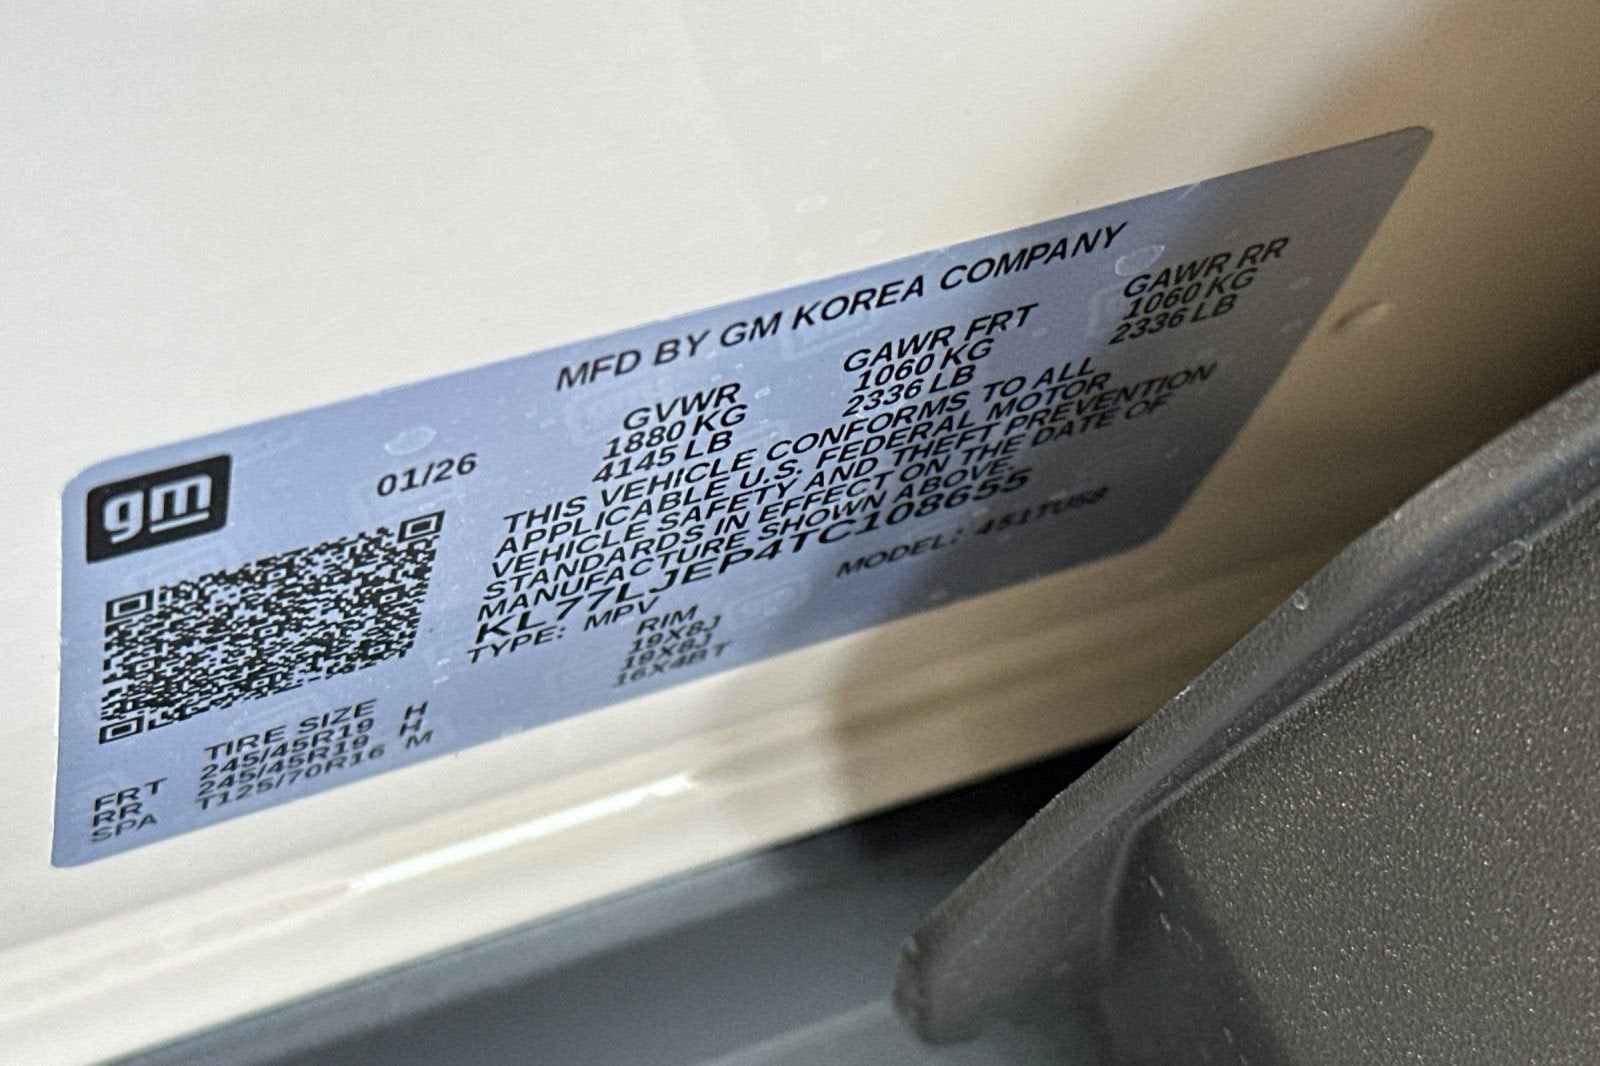 MFD BY GM KOREA COMPANY
gm
01/26
GVWR GAWR FRT GAWR RR
1880 KG 1060 KG 1060 KG
4145 LB 2336 LB 2336 LB
THIS VEHICLE CONFORMS TO ALL
APPLICABLE U.S. FEDERAL MOTOR
VEHICLE SAFETY AND THEFT PREVENTION
STANDARDS IN EFFECT ON THE DATE OF
MANUFACTURE SHOWN ABOVE.
KL77LJEP4TC108655
TYPE: MPV MODEL: 451TU58
TIRE SIZE RIM
FRT 245/45R19 H 19X8J
RR 245/45R19 H 19X8J
SPA T125/70R16 M 16X4B T